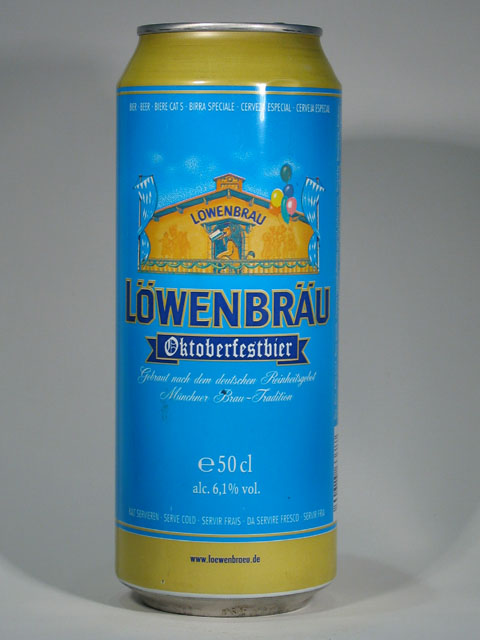 BIER · BEER · BIERE CAT S · BIRRA SPECIALE · CERVEZA ESPECIAL · CERVEJA ESPECIAL
LÖWENBRÄU
LÖWENBRÄU
Oktoberfestbier
Gebraut nach dem deutschen Reinheitsgebot
Münchner Brau-Tradition
e 50 cl
alc. 6,1% vol.
KALT SERVIEREN · SERVE COLD · SERVIR FRAIS · DA SERVIRE FRESCO · SERVIR FRIA
www.loewenbraeu.de